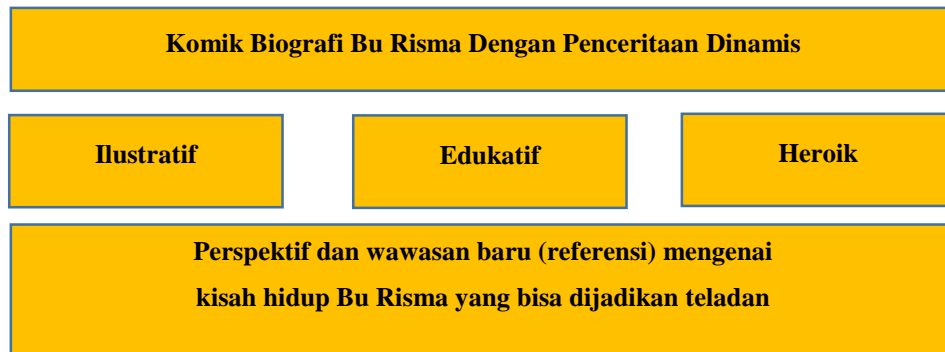 Komik Biografi Bu Risma Dengan Penceritaan Dinamis
Ilustratif
Edukatif
Heroik
Perspektif dan wawasan baru (referensi) mengenai
kisah hidup Bu Risma yang bisa dijadikan teladan